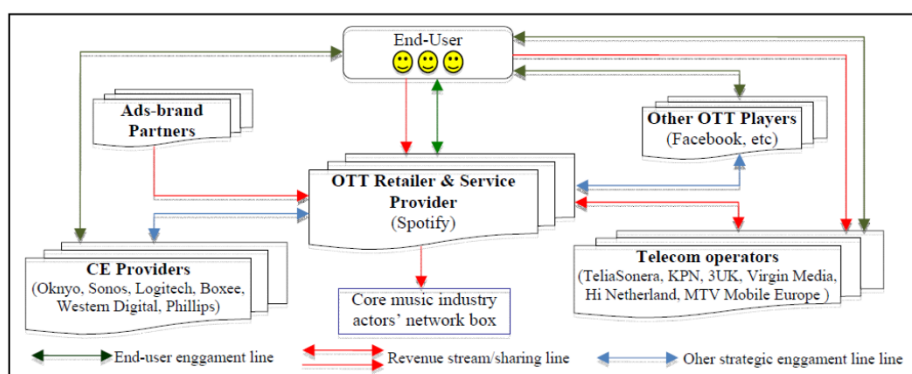 End-User
Ads-brand
Partners
Other OTT Players
(Facebook, etc)
OTT Retailer & Service
Provider
(Spotify)
CE Providers
(Oknyo, Sonos, Logitech, Boxee,
Western Digital, Phillips)
Telecom operators
(TeliaSonera, KPN, 3UK, Virgin Media,
Hi Netherland, MTV Mobile Europe )
Core music industry
actors' network box
End-user enggament line
Revenue stream/sharing line
Oher strategic enggament line line